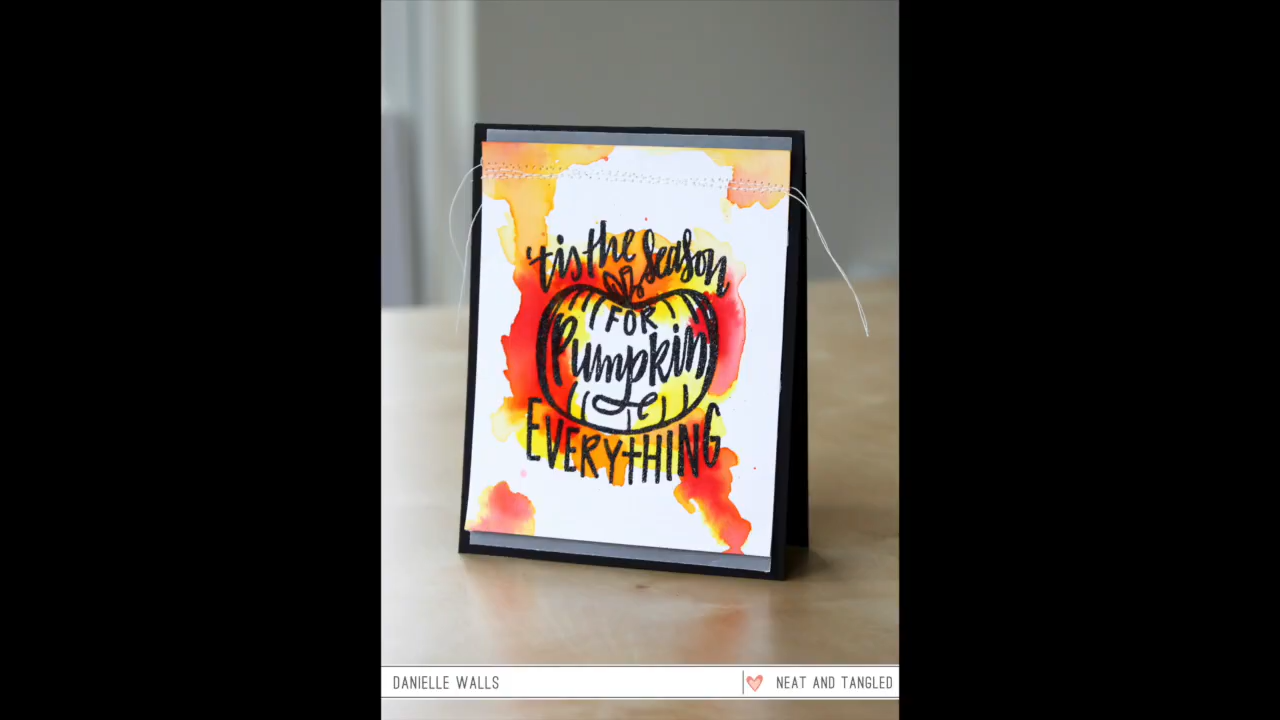 'tis the season
FOR
Pumpkin
EVERYtHING
DANIELLE WALLS
NEAT AND TANGLED